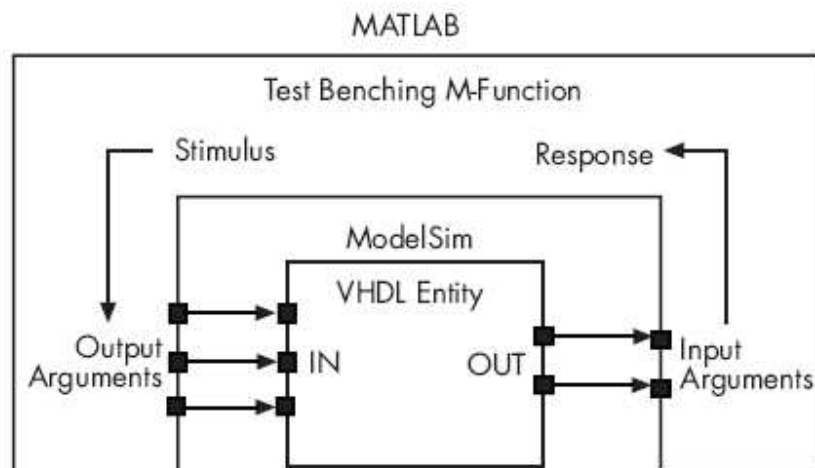 MATLAB
Test Benching M-Function
Stimulus
Response
ModelSim
VHDL Entity
Output
Arguments
IN
OUT
Input
Arguments